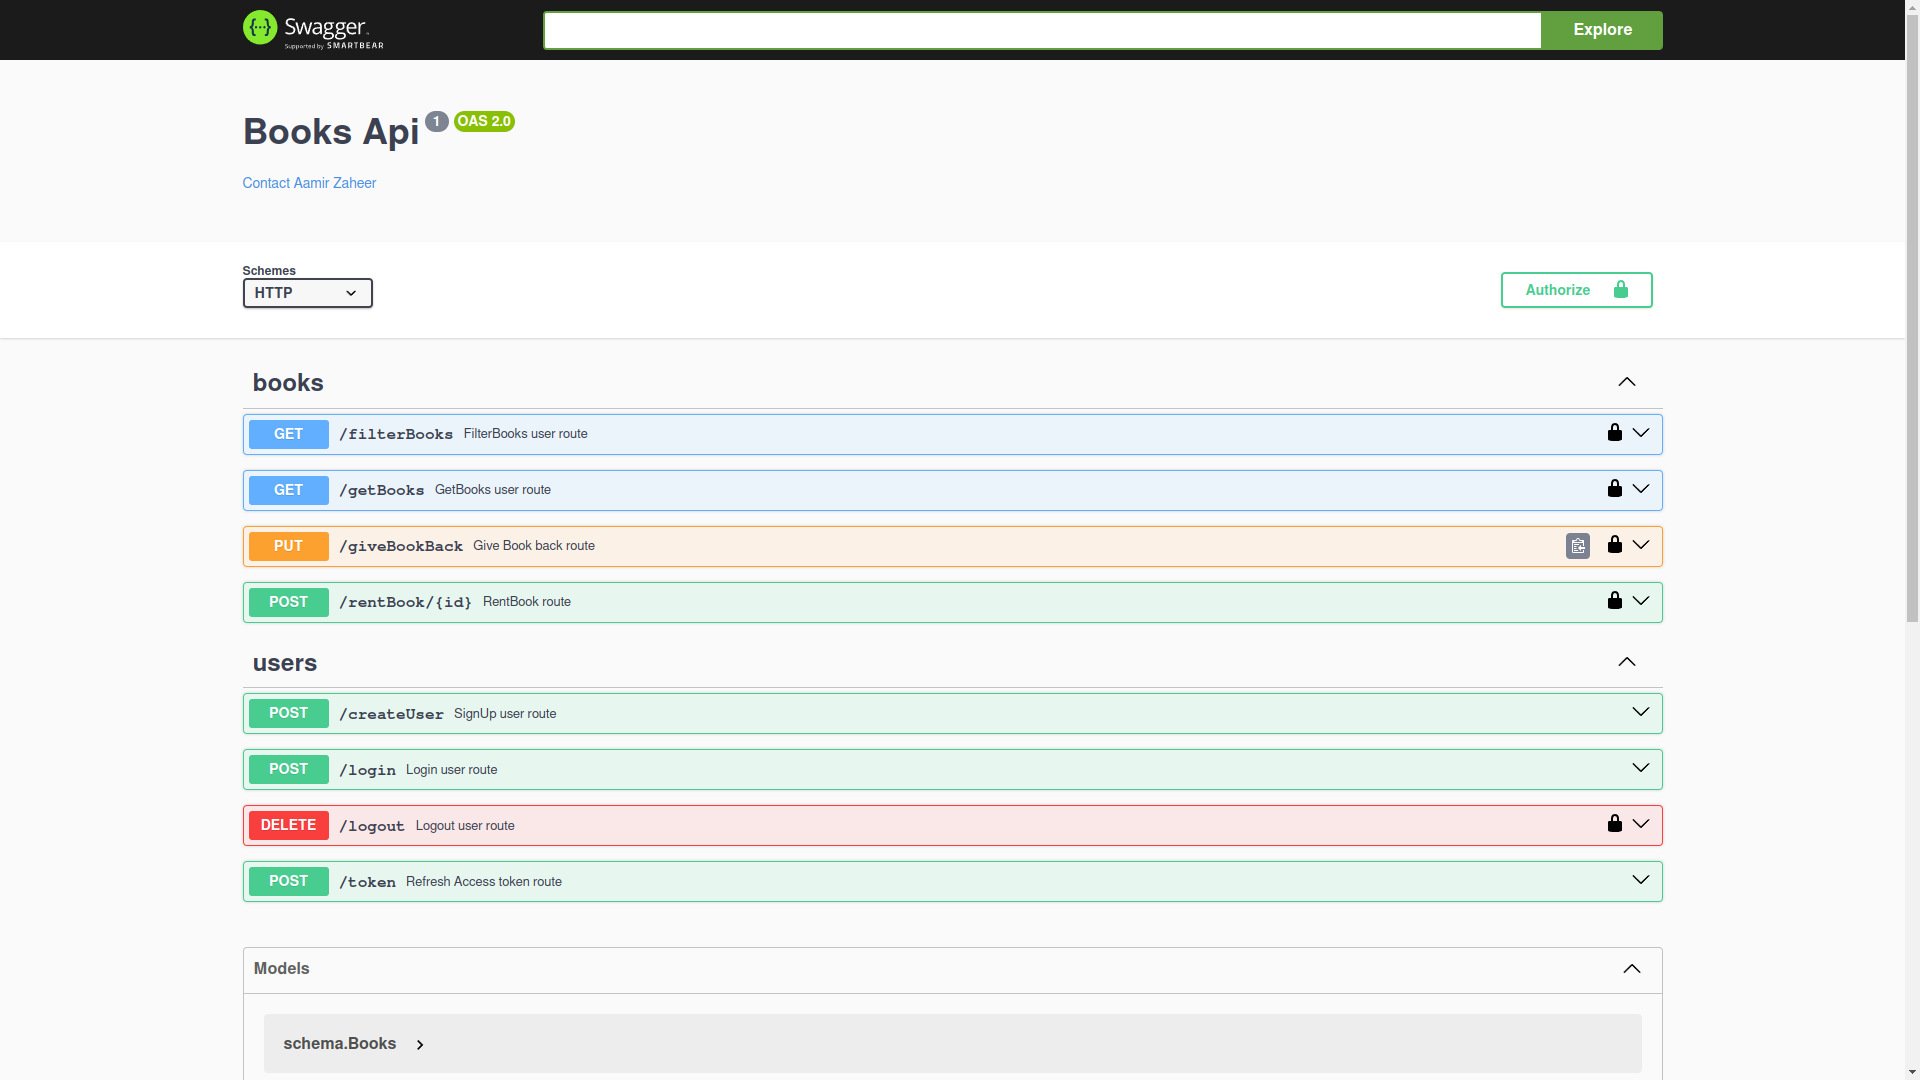 Swagger
Supported by SMARTBEAR
Explore
Books Api 1 OAS 2.0
Contact Aamir Zaheer
Schemes
HTTP
Authorize
books
GET /filterBooks FilterBooks user route
GET /getBooks GetBooks user route
PUT /giveBookBack Give Book back route
POST /rentBook/{id} RentBook route
users
POST /createUser SignUp user route
POST /login Login user route
DELETE /logout Logout user route
POST /token Refresh Access token route
Models
schema.Books